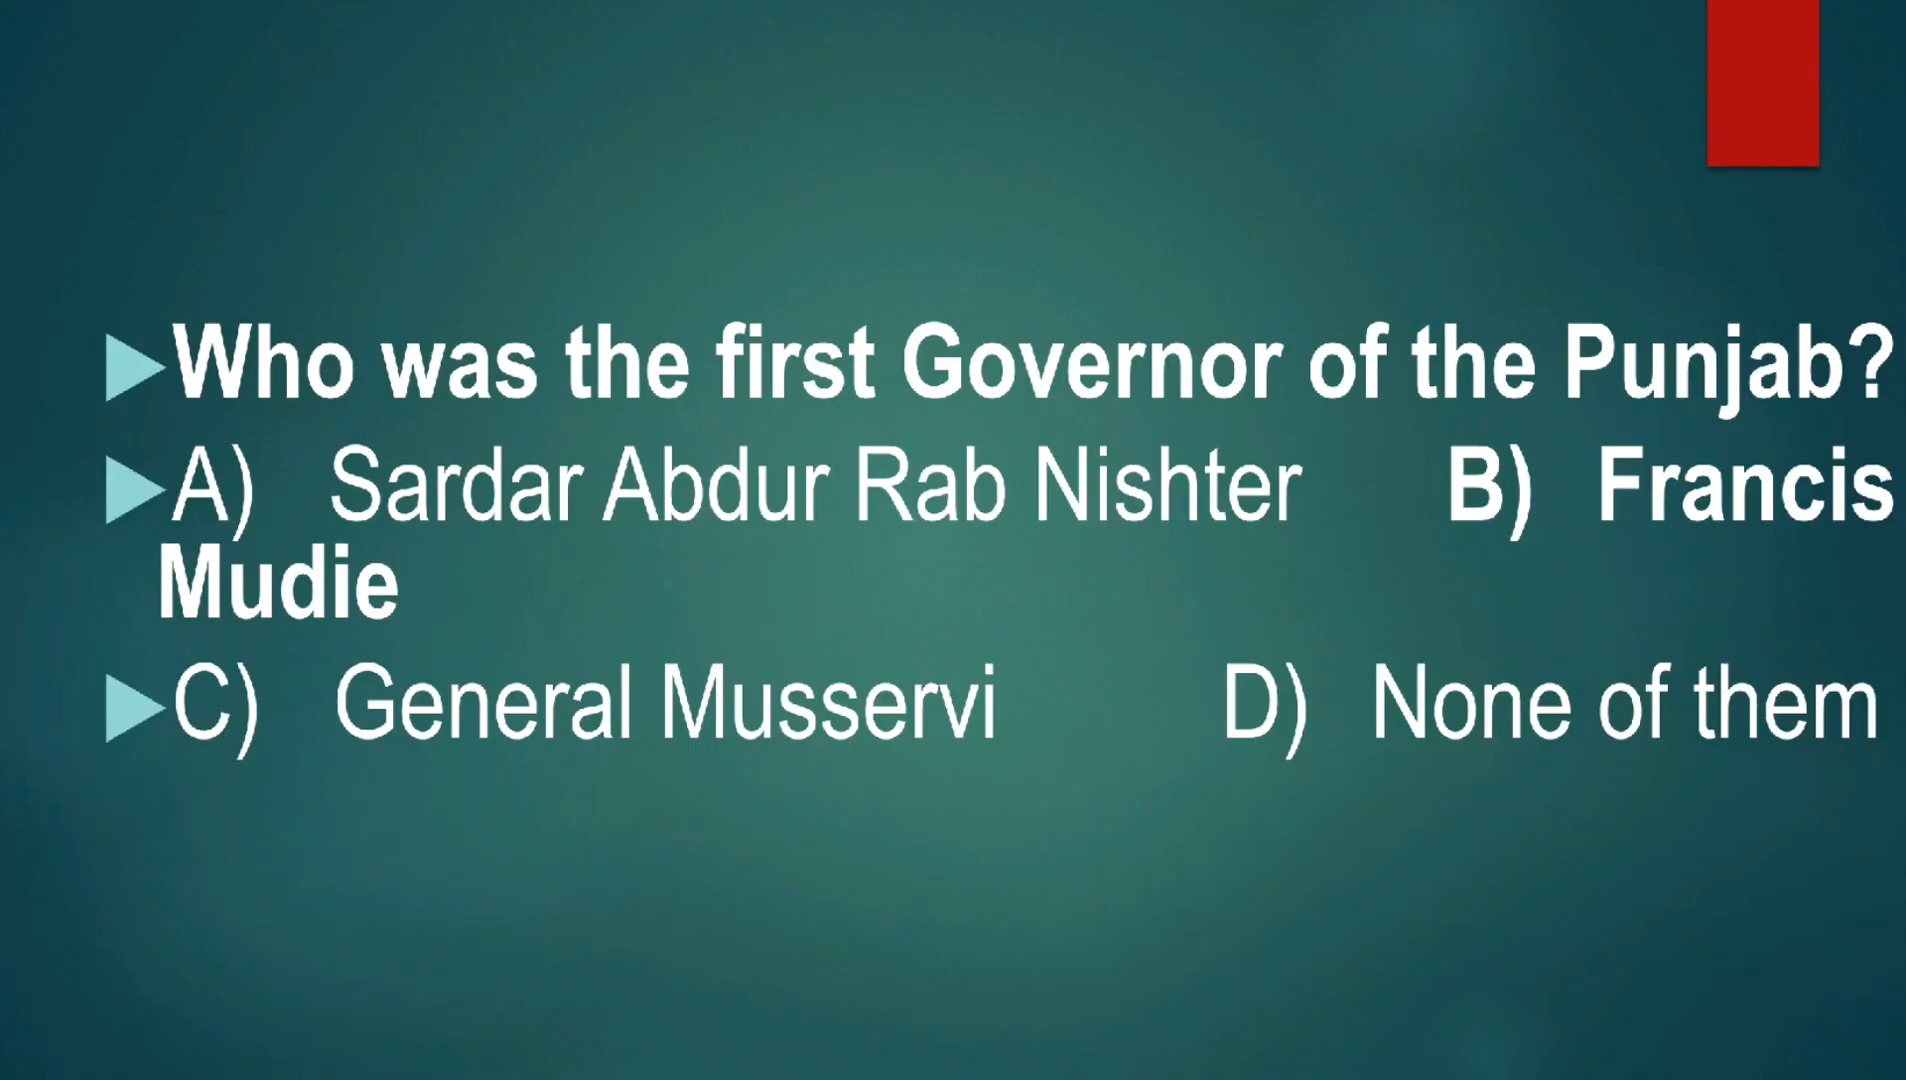 Who was the first Governor of the Punjab?
A) Sardar Abdur Rab Nishter B) Francis
Mudie
C) General Musservi D) None of them